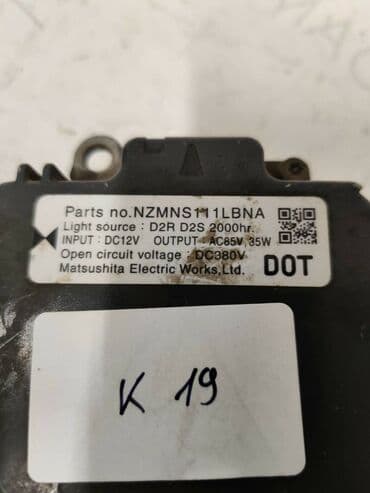 Parts no.NZMNS111LBNA
Light source : D2R D2S 2000hr.
INPUT : DC12V OUTPUT : AC85V 35W
Open circuit voltage : DC380V
Matsushita Electric Works,Ltd. DOT
K 19